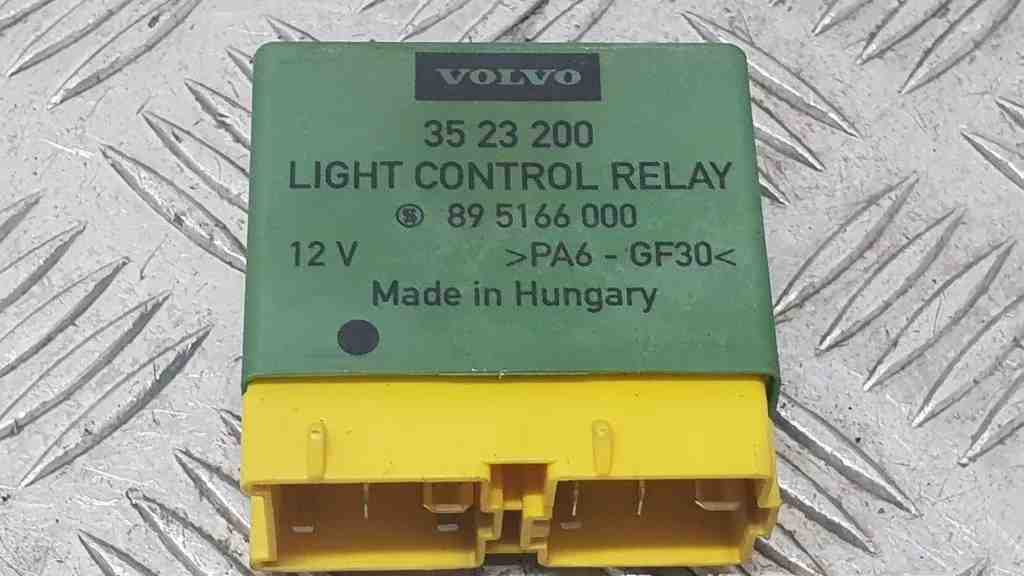 VOLVO
35 23 200
LIGHT CONTROL RELAY
89 5166 000
12 V >PA6 - GF30<
Made in Hungary